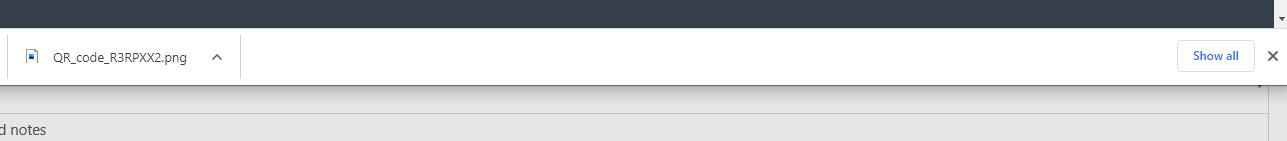 QR_code_R3RPXX2.png
Show all
d notes